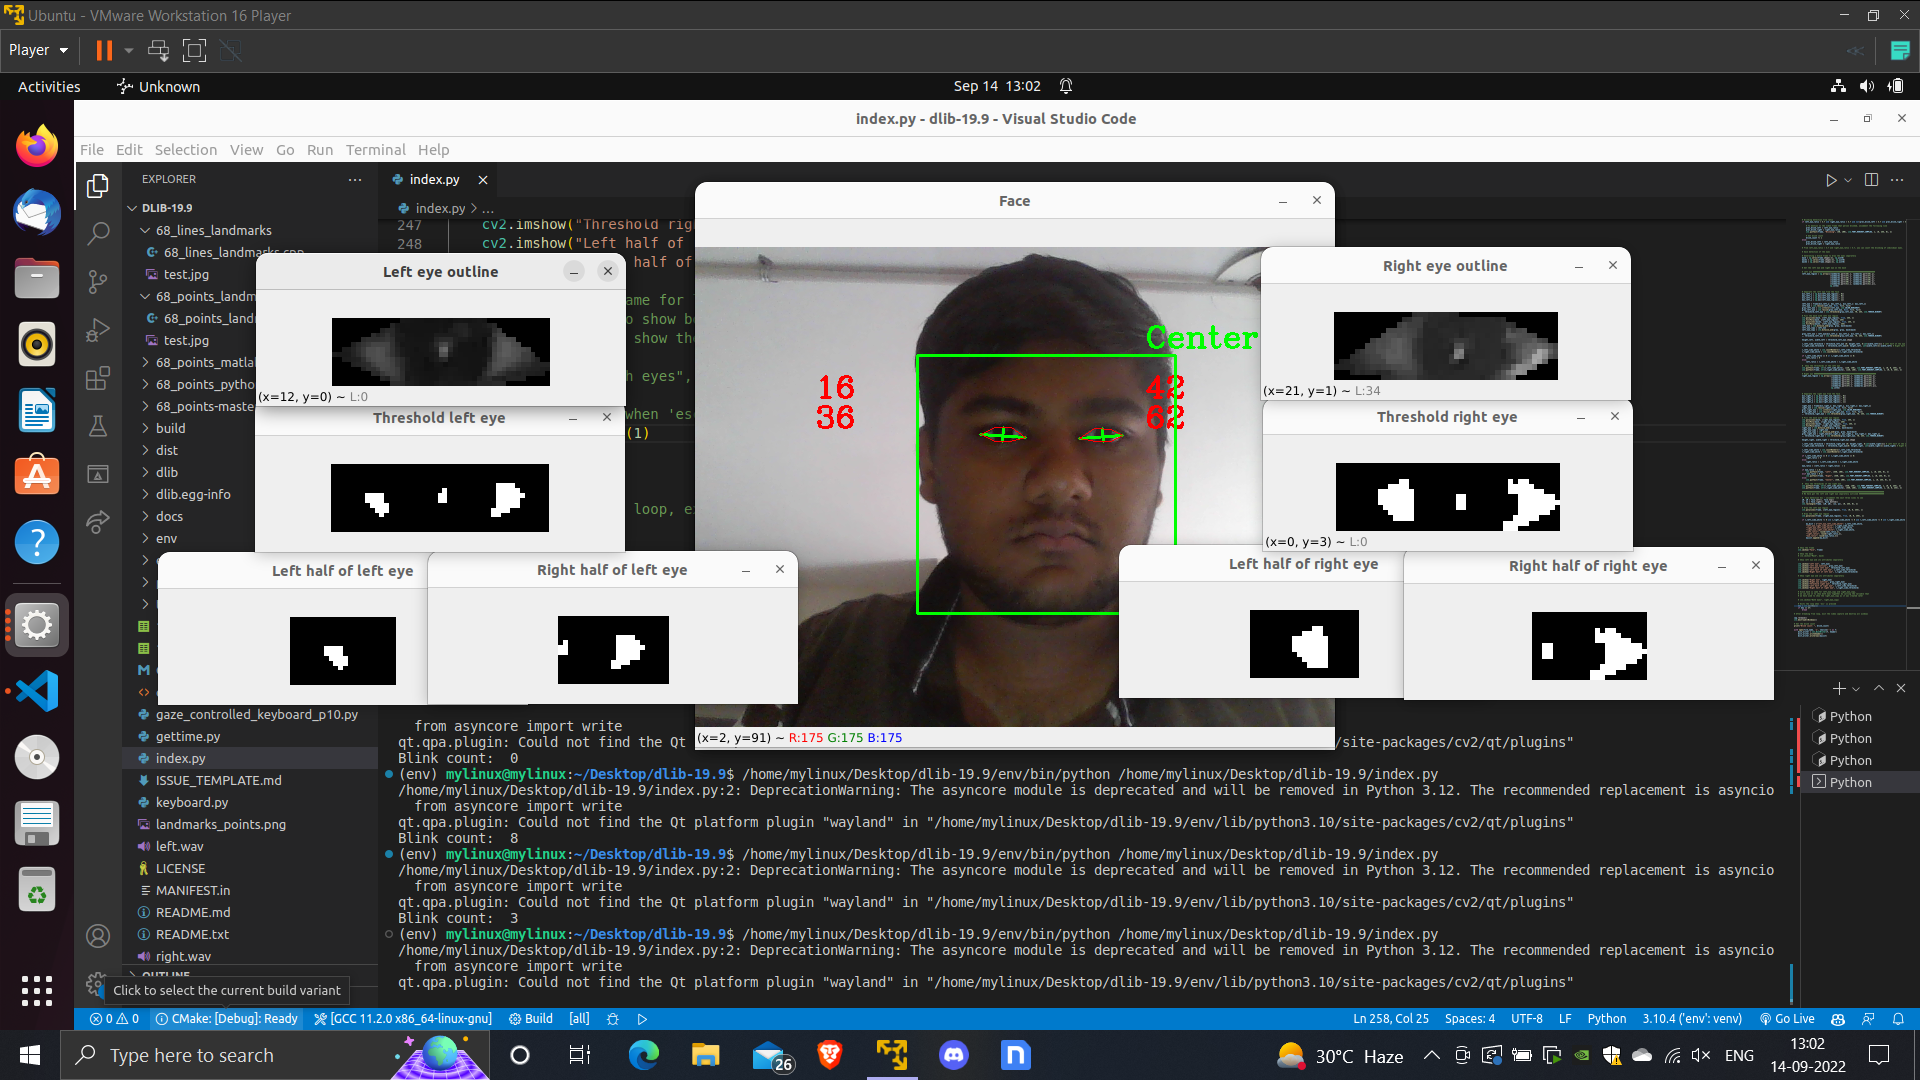 Ubuntu - VMware Workstation 16 Player
Player
Activities
Unknown
Sep 14 13:02
index.py - dlib-19.9 - Visual Studio Code
File Edit Selection View Go Run Terminal Help
EXPLORER
DLIB-19.9
68_lines_landmarks
68_lines_landmarks.cpp
test.jpg
68_points_landm
68_points_landr
test.jpg
68_points_matlal
68_points_python
68_points-maste
build
dist
dlib
dlib.egg-info
docs
env
gaze_controlled_keyboard_p10.py
gettime.py
index.py
ISSUE_TEMPLATE.md
keyboard.py
landmarks_points.png
left.wav
LICENSE
MANIFEST.in
README.md
README.txt
right.wav
OUTLINE
Click to select the current build variant
index.py
index.py > ...
247 cv2.imshow("Threshold rig
248 cv2.imshow("Left half of
half of
ame for
o show b
show the
h eyes",
when 'es
(1)
loop, e
Left eye outline
(x=12, y=0) ~ L:0
Threshold left eye
Left half of left eye
Right half of left eye
Face
Center
16
36
42
62
(x=2, y=91) ~ R:175 G:175 B:175
Right eye outline
(x=21, y=1) ~ L:34
Threshold right eye
(x=0, y=3) ~ L:0
Left half of right eye
Right half of right eye
from asyncore import write
qt.qpa.plugin: Could not find the Qt
/site-packages/cv2/qt/plugins"
Blink count: 0
(env) mylinux@mylinux:~/Desktop/dlib-19.9$ /home/mylinux/Desktop/dlib-19.9/env/bin/python /home/mylinux/Desktop/dlib-19.9/index.py
/home/mylinux/Desktop/dlib-19.9/index.py:2: DeprecationWarning: The asyncore module is deprecated and will be removed in Python 3.12. The recommended replacement is asyncio
from asyncore import write
qt.qpa.plugin: Could not find the Qt platform plugin "wayland" in "/home/mylinux/Desktop/dlib-19.9/env/lib/python3.10/site-packages/cv2/qt/plugins"
Blink count: 8
(env) mylinux@mylinux:~/Desktop/dlib-19.9$ /home/mylinux/Desktop/dlib-19.9/env/bin/python /home/mylinux/Desktop/dlib-19.9/index.py
/home/mylinux/Desktop/dlib-19.9/index.py:2: DeprecationWarning: The asyncore module is deprecated and will be removed in Python 3.12. The recommended replacement is asyncio
from asyncore import write
qt.qpa.plugin: Could not find the Qt platform plugin "wayland" in "/home/mylinux/Desktop/dlib-19.9/env/lib/python3.10/site-packages/cv2/qt/plugins"
Blink count: 3
(env) mylinux@mylinux:~/Desktop/dlib-19.9$ /home/mylinux/Desktop/dlib-19.9/env/bin/python /home/mylinux/Desktop/dlib-19.9/index.py
/home/mylinux/Desktop/dlib-19.9/index.py:2: DeprecationWarning: The asyncore module is deprecated and will be removed in Python 3.12. The recommended replacement is asyncio
from asyncore import write
qt.qpa.plugin: Could not find the Qt platform plugin "wayland" in "/home/mylinux/Desktop/dlib-19.9/env/lib/python3.10/site-packages/cv2/qt/plugins"
Python
Python
Python
Python
0 0 CMake: [Debug]: Ready [GCC 11.2.0 x86_64-linux-gnu] Build [all]
Ln 258, Col 25 Spaces: 4 UTF-8 LF Python 3.10.4 ('env': venv) Go Live
Type here to search
26
30°C Haze
ENG
13:02
14-09-2022